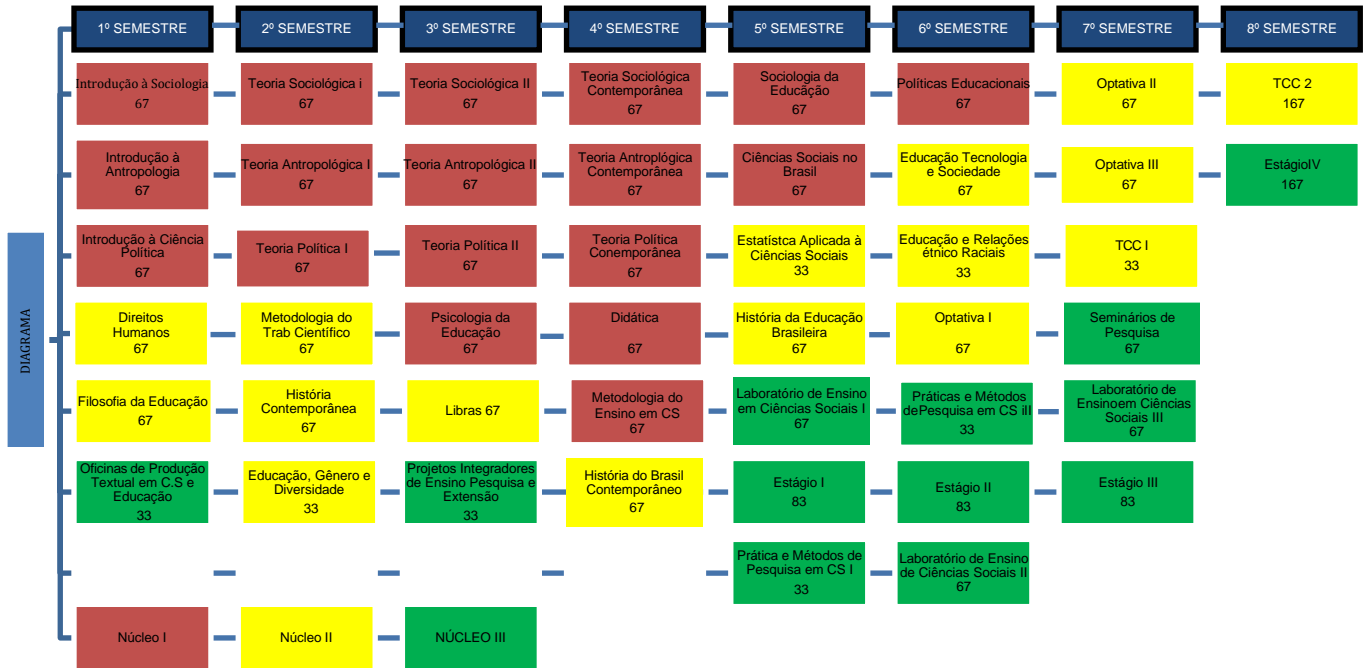 1º SEMESTRE
2º SEMESTRE
3º SEMESTRE
4º SEMESTRE
5º SEMESTRE
6º SEMESTRE
7º SEMESTRE
8º SEMESTRE
Introdução à Sociologia
67
Teoria Sociológica i
67
Teoria Sociológica II
67
Teoria Sociológica
Contemporânea
67
Sociologia da
Educação
67
Políticas Educacionais
67
Optativa II
67
TCC 2
167
Introdução à
Antropologia
67
Teoria Antropológica I
67
Teoria Antropológica II
67
Teoria Antroplógica
Contemporânea
67
Ciências Sociais no
Brasil
67
Educação Tecnologia
e Sociedade
67
Optativa III
67
EstágioIV
167
Introdução à Ciência
Política
67
Teoria Política I
67
Teoria Política II
67
Teoria Política
Conemporânea
67
Estatístca Aplicada à
Ciências Sociais
33
Educação e Relações
étnico Raciais
33
TCC I
33
DIAGRAMA
Direitos
Humanos
67
Metodologia do
Trab Científico
67
Psicologia da
Educação
67
Didática
67
História da Educação
Brasileira
67
Optativa I
67
Seminários de
Pesquisa
67
Filosofia da Educação
67
História
Contemporânea
67
Libras 67
Metodologia do
Ensino em CS
67
Laboratório de Ensino
em Ciências Sociais I
67
Práticas e Métodos
dePesquisa em CS iII
33
Laboratório de
Ensinoem Ciências
Sociais III
67
Oficinas de Produção
Textual em C.S e
Educação
33
Educação, Gênero e
Diversidade
33
Projetos Integradores
de Ensino Pesquisa e
Extensão
33
História do Brasil
Contemporâneo
67
Estágio I
83
Estágio II
83
Estágio III
83
Prática e Métodos de
Pesquisa em CS I
33
Laboratório de Ensino
de Ciências Sociais II
67
Núcleo I
Núcleo II
NÚCLEO III